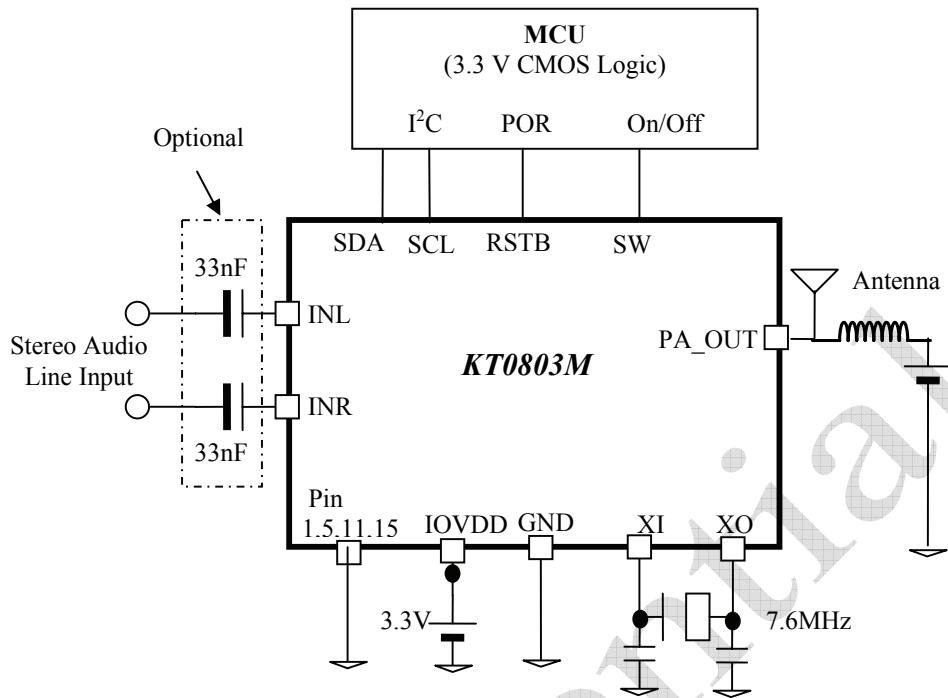 MCU
(3.3 V CMOS Logic)
I²C POR On/Off
Optional
SDA SCL RSTB SW
33nF
INL
Antenna
Stereo Audio
Line Input
PA_OUT
KT0803M
INR
33nF
Pin
1,5,11,15 IOVDD GND XI XO
3.3V
7.6MHz
ential